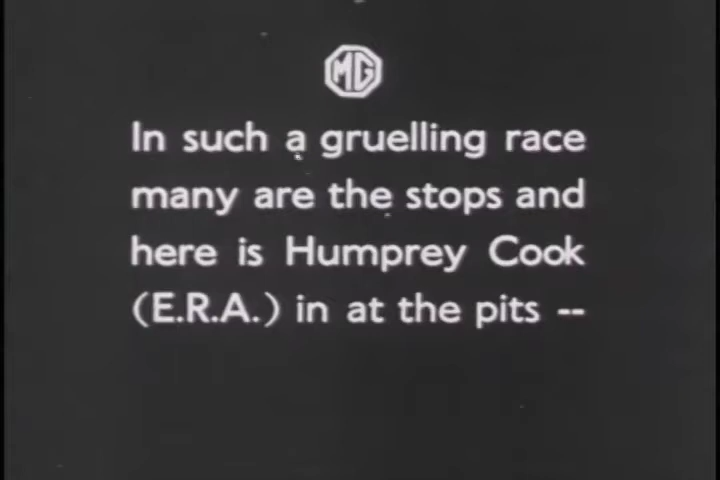 MG
In such a gruelling race
many are the stops and
here is Humprey Cook
(E.R.A.) in at the pits --